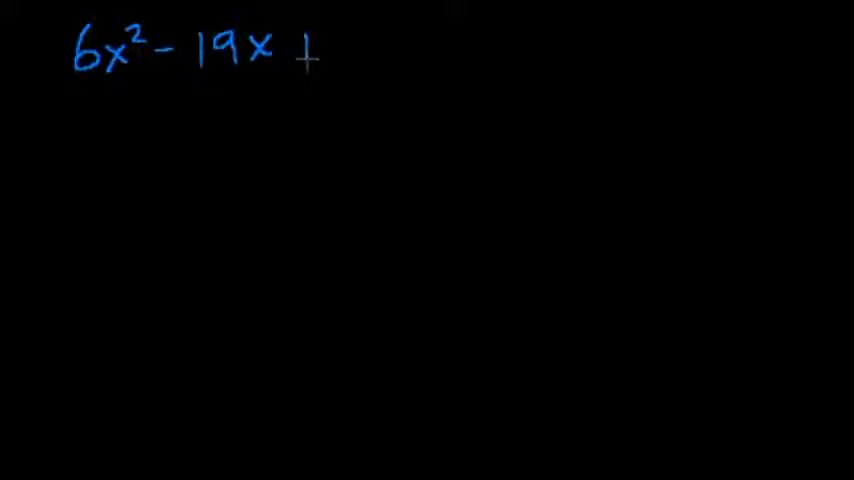 6x² - 19x +